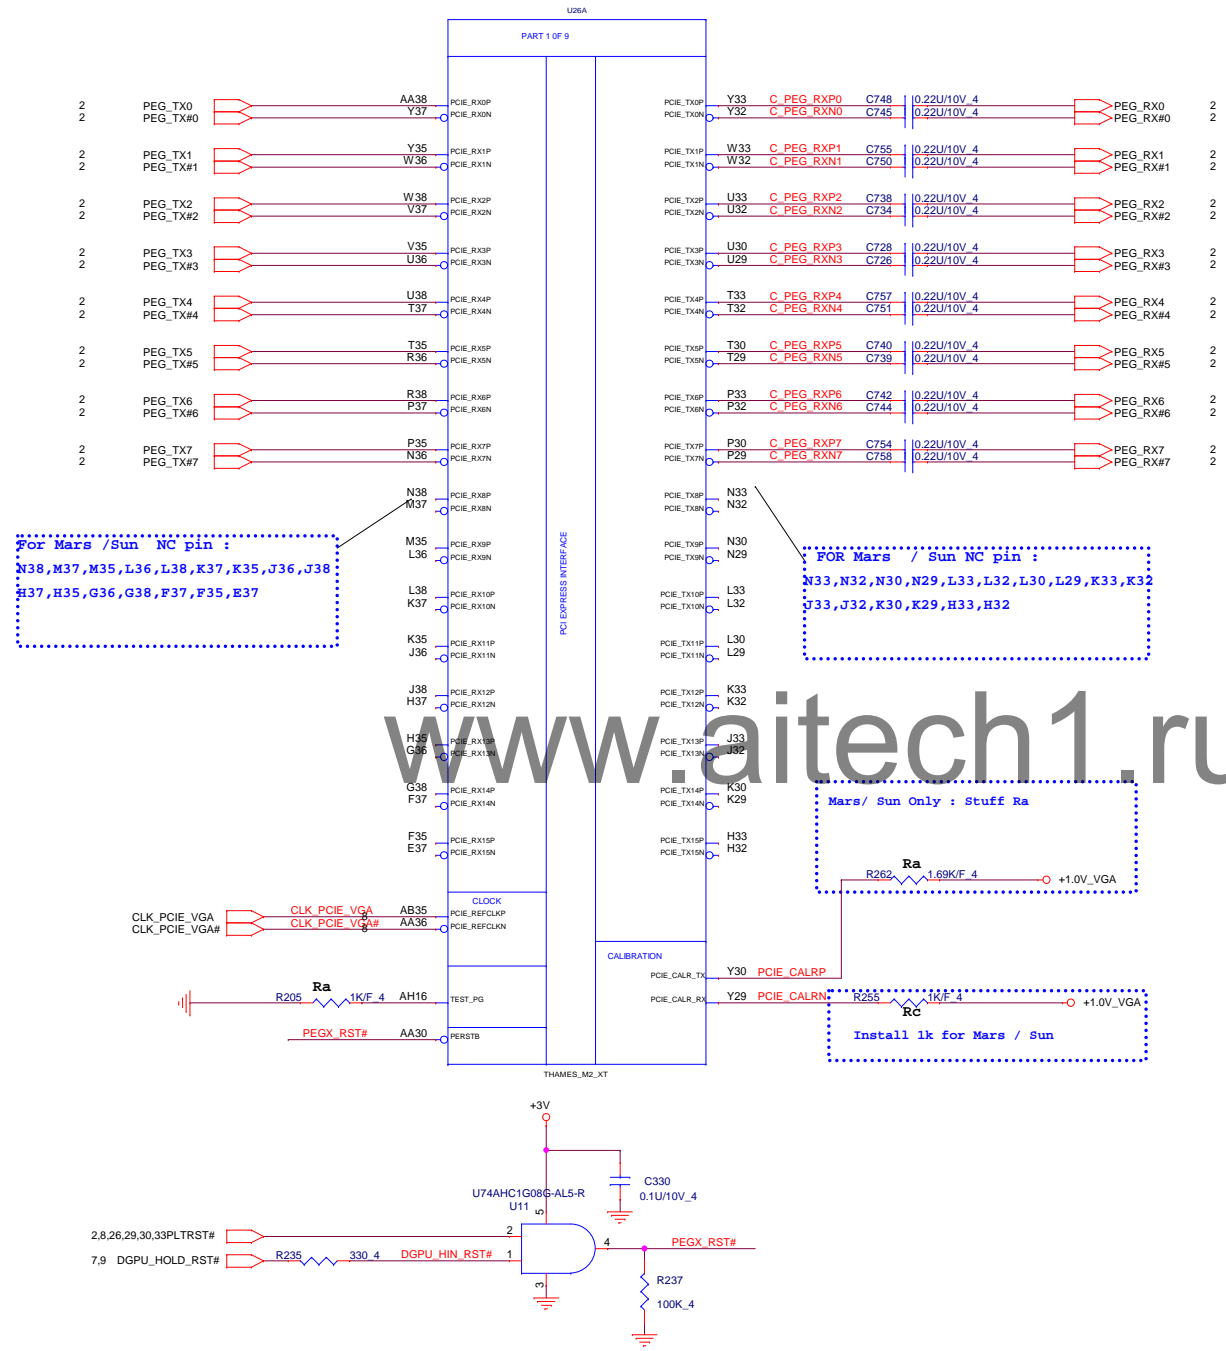 U26A
PART 1 0F 9
2 PEG_TX0 AA38 PCIE_RX0P PCIE_TX0P Y33 C_PEG_RXP0 C748 0.22U/10V_4 PEG_RX0 2
2 PEG_TX#0 Y37 PCIE_RX0N PCIE_TX0N Y32 C_PEG_RXN0 C745 0.22U/10V_4 PEG_RX#0 2
2 PEG_TX1 Y35 PCIE_RX1P PCIE_TX1P W33 C_PEG_RXP1 C755 0.22U/10V_4 PEG_RX1 2
2 PEG_TX#1 W36 PCIE_RX1N PCIE_TX1N W32 C_PEG_RXN1 C750 0.22U/10V_4 PEG_RX#1 2
2 PEG_TX2 W38 PCIE_RX2P PCIE_TX2P U33 C_PEG_RXP2 C738 0.22U/10V_4 PEG_RX2 2
2 PEG_TX#2 V37 PCIE_RX2N PCIE_TX2N U32 C_PEG_RXN2 C734 0.22U/10V_4 PEG_RX#2 2
2 PEG_TX3 V35 PCIE_RX3P PCIE_TX3P U30 C_PEG_RXP3 C728 0.22U/10V_4 PEG_RX3 2
2 PEG_TX#3 U36 PCIE_RX3N PCIE_TX3N U29 C_PEG_RXN3 C726 0.22U/10V_4 PEG_RX#3 2
2 PEG_TX4 U38 PCIE_RX4P PCIE_TX4P T33 C_PEG_RXP4 C757 0.22U/10V_4 PEG_RX4 2
2 PEG_TX#4 T37 PCIE_RX4N PCIE_TX4N T32 C_PEG_RXN4 C751 0.22U/10V_4 PEG_RX#4 2
2 PEG_TX5 T35 PCIE_RX5P PCIE_TX5P T30 C_PEG_RXP5 C740 0.22U/10V_4 PEG_RX5 2
2 PEG_TX#5 R36 PCIE_RX5N PCIE_TX5N T29 C_PEG_RXN5 C739 0.22U/10V_4 PEG_RX#5 2
2 PEG_TX6 R38 PCIE_RX6P PCIE_TX6P P33 C_PEG_RXP6 C742 0.22U/10V_4 PEG_RX6 2
2 PEG_TX#6 P37 PCIE_RX6N PCIE_TX6N P32 C_PEG_RXN6 C744 0.22U/10V_4 PEG_RX#6 2
2 PEG_TX7 P35 PCIE_RX7P PCIE_TX7P P30 C_PEG_RXP7 C754 0.22U/10V_4 PEG_RX7 2
2 PEG_TX#7 N36 PCIE_RX7N PCIE_TX7N P29 C_PEG_RXN7 C758 0.22U/10V_4 PEG_RX#7 2
N38 PCIE_RX8P PCIE_TX8P N33
M37 PCIE_RX8N PCIE_TX8N N32
M35 PCIE_RX9P PCIE_TX9P N30
L36 PCIE_RX9N PCIE_TX9N N29
L38 PCIE_RX10P PCIE_TX10P L33
K37 PCIE_RX10N PCIE_TX10N L32
K35 PCIE_RX11P PCIE_TX11P L30
J36 PCIE_RX11N PCIE_TX11N L29
J38 PCIE_RX12P PCIE_TX12P K33
H37 PCIE_RX12N PCIE_TX12N K32
H35 PCIE_RX13P PCIE_TX13P J33
G36 PCIE_RX13N PCIE_TX13N J32
G38 PCIE_RX14P PCIE_TX14P K30
F37 PCIE_RX14N PCIE_TX14N K29
F35 PCIE_RX15P PCIE_TX15P H33
E37 PCIE_RX15N PCIE_TX15N H32
PCI EXPRESS INTERFACE
For Mars /Sun NC pin :
N38,M37,M35,L36,L38,K37,K35,J36,J38
H37,H35,G36,G38,F37,F35,E37
FOR Mars / Sun NC pin :
N33,N32,N30,N29,L33,L32,L30,L29,K33,K32
J33,J32,K30,K29,H33,H32
www.aitech1.ru
Mars/ Sun Only : Stuff Ra
Ra
R262 1.69K/F_4 +1.0V_VGA
CLOCK
CLK_PCIE_VGA CLK_PCIE_VGA 8 AB35 PCIE_REFCLKP
CLK_PCIE_VGA# CLK_PCIE_VGA# 8 AA36 PCIE_REFCLKN
CALIBRATION
PCIE_CALR_TX Y30 PCIE_CALRP
Ra
R205 1K/F_4 AH16 TEST_PG
PCIE_CALR_RX Y29 PCIE_CALRN R255 1K/F_4 +1.0V_VGA
Rc
Install 1k for Mars / Sun
PEGX_RST# AA30 PERSTB
THAMES_M2_XT
+3V
C330
0.1U/10V_4
U74AHC1G08G-AL5-R
U11
5
2,8,26,29,30,33 PLTRST# 2
4 PEGX_RST#
7,9 DGPU_HOLD_RST# R235 330_4 DGPU_HIN_RST# 1
3
R237
100K_4